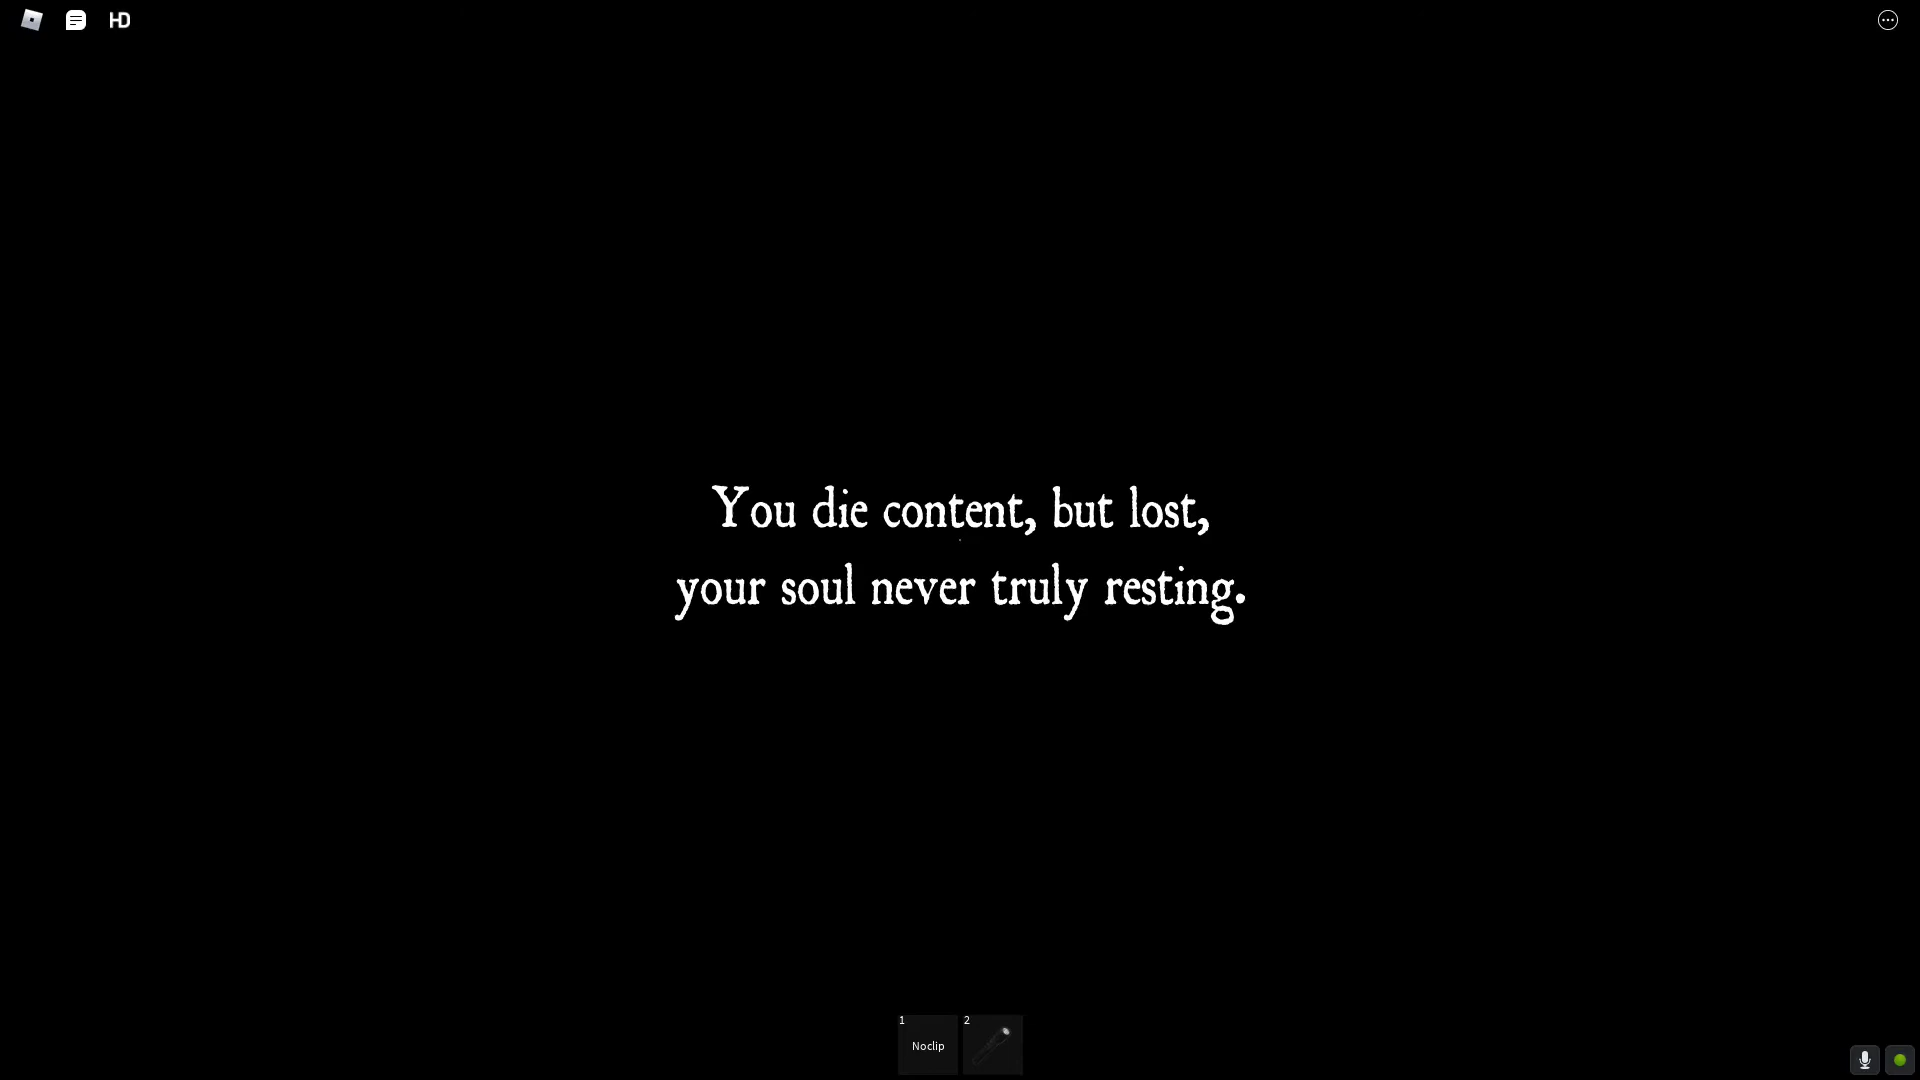 HD
You die content, but lost,
your soul never truly resting.
1
Noclip
2